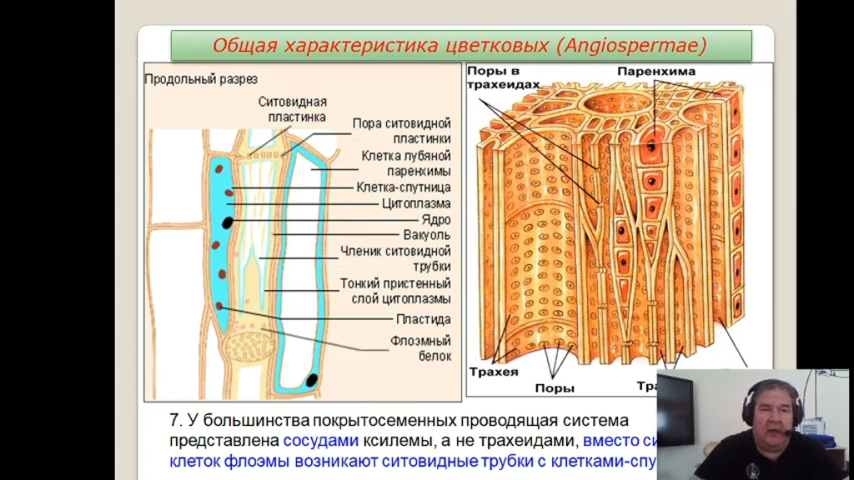 Общая характеристика цветковых (Angiospermae)
Продольный разрез
Ситовидная
пластинка
Пора ситовидной
пластинки
Клетка лубяной
паренхимы
Клетка-спутница
Цитоплазма
Ядро
Вакуоль
Членик ситовидной
трубки
Тонкий пристенный
слой цитоплазмы
Пластида
Флоэмный
белок
Поры в
трахеидах
Паренхима
Трахея
Поры
7. У большинства покрытосеменных проводящая система
представлена сосудами ксилемы, а не трахеидами, вместо
клеток флоэмы возникают ситовидные трубки с